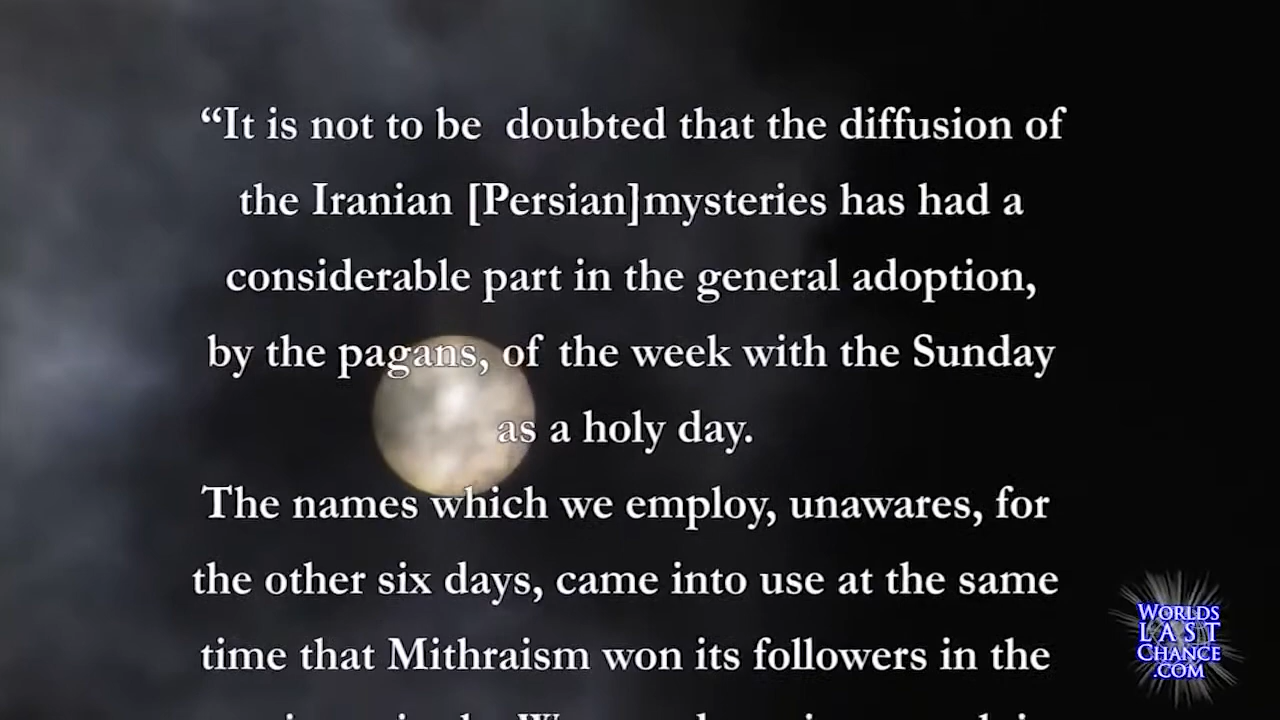 “It is not to be doubted that the diffusion of
the Iranian [Persian]mysteries has had a
considerable part in the general adoption,
by the pagans, of the week with the Sunday
as a holy day.
The names which we employ, unawares, for
the other six days, came into use at the same
time that Mithraism won its followers in the
WORLDS
LAST
CHANCE
.COM